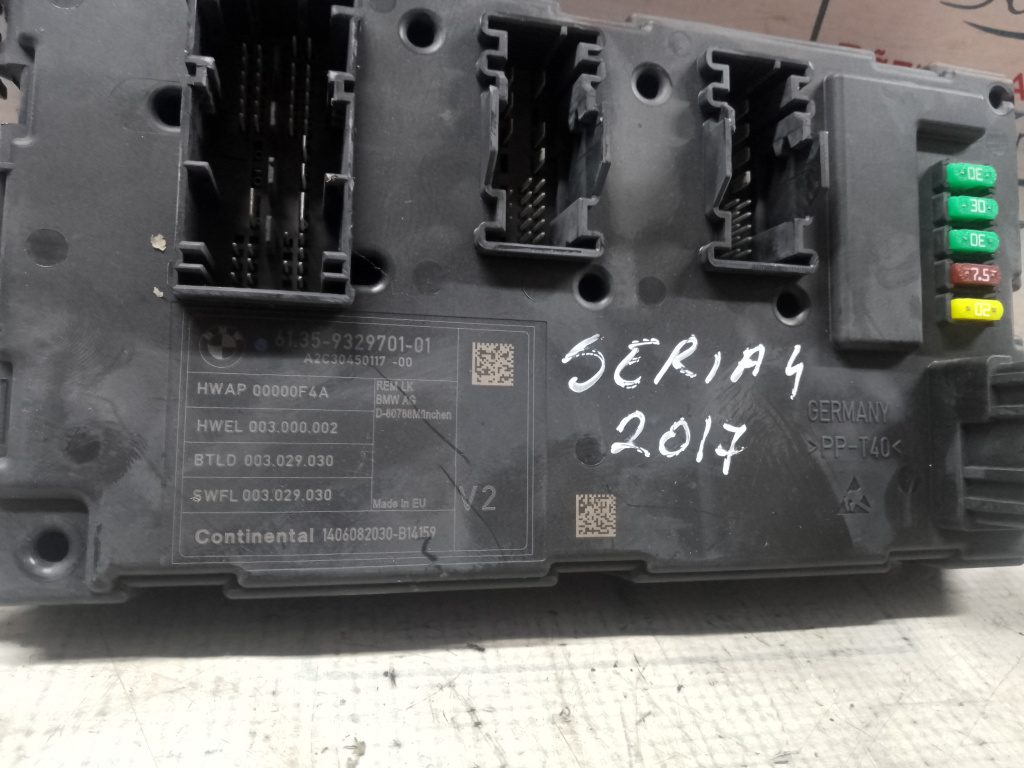 61.35-9329701-01
A2C30450117 -00
HWAP 00000F4A
REM LK
BMW AG
D-80788München
HWEL 003.000.002
BTLD 003.029.030
SWFL 003.029.030
Made in EU
V2
Continental 1406082030-B14159
SERIA 4
2017
GERMANY
>PP-T40<
30
30
30
7.5
20